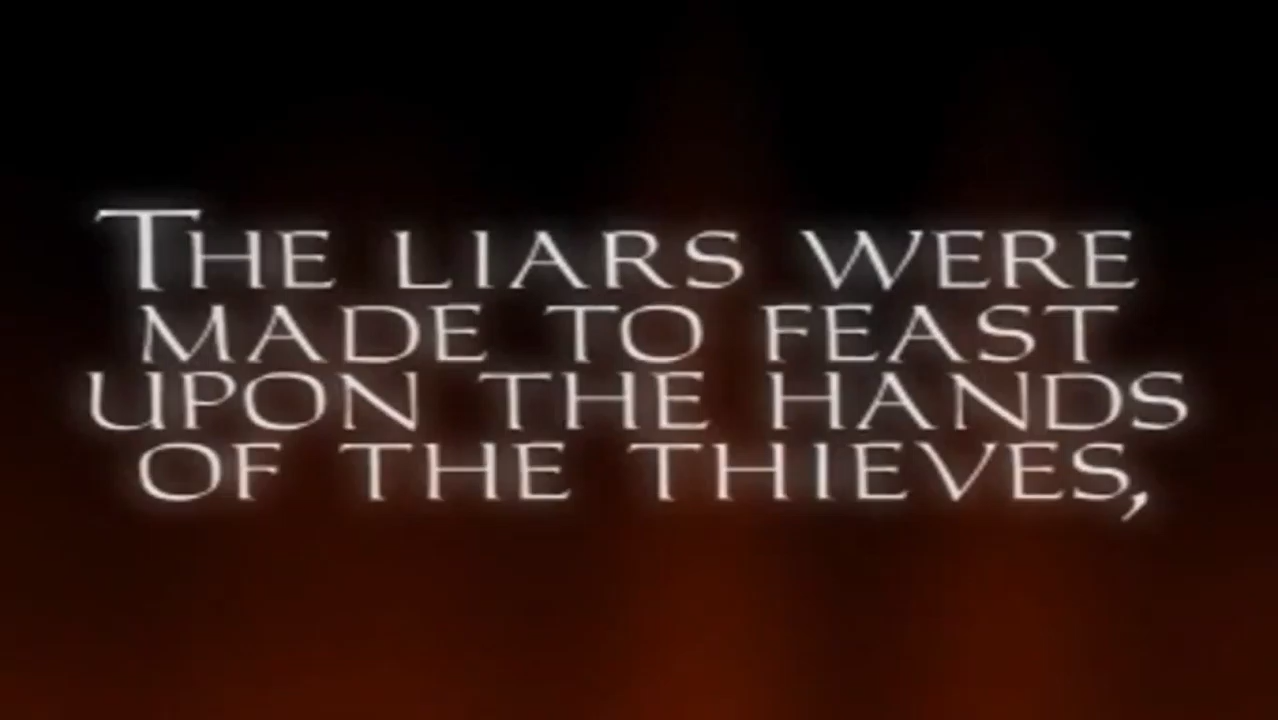 The liars were
made to feast
upon the hands
of the thieves,